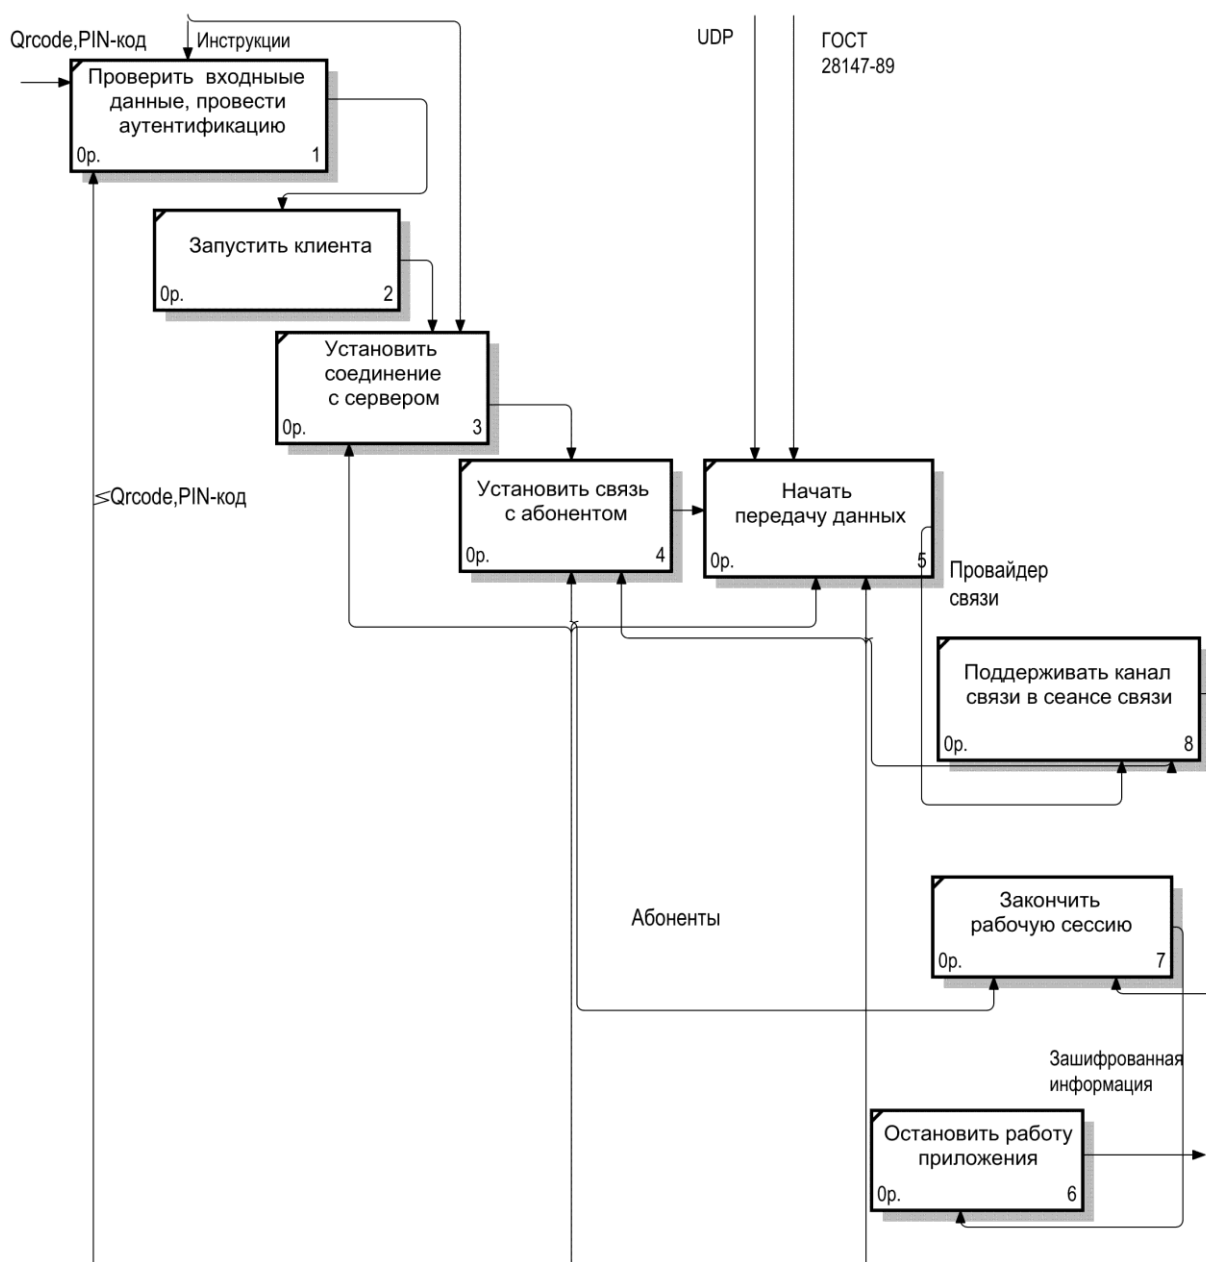 Qrcode,PIN-код
Инструкции
UDP
ГОСТ
28147-89
Проверить входныые
данные, провести
аутентификацию
0р.
1
Запустить клиента
0р.
2
Установить
соединение
с сервером
0р.
3
Qrcode,PIN-код
Установить связь
с абонентом
0р.
4
Начать
передачу данных
0р.
5
Провайдер
связи
Поддерживать канал
связи в сеансе связи
0р.
8
Абоненты
Закончить
рабочую сессию
0р.
7
Зашифрованная
информация
Остановить работу
приложения
0р.
6